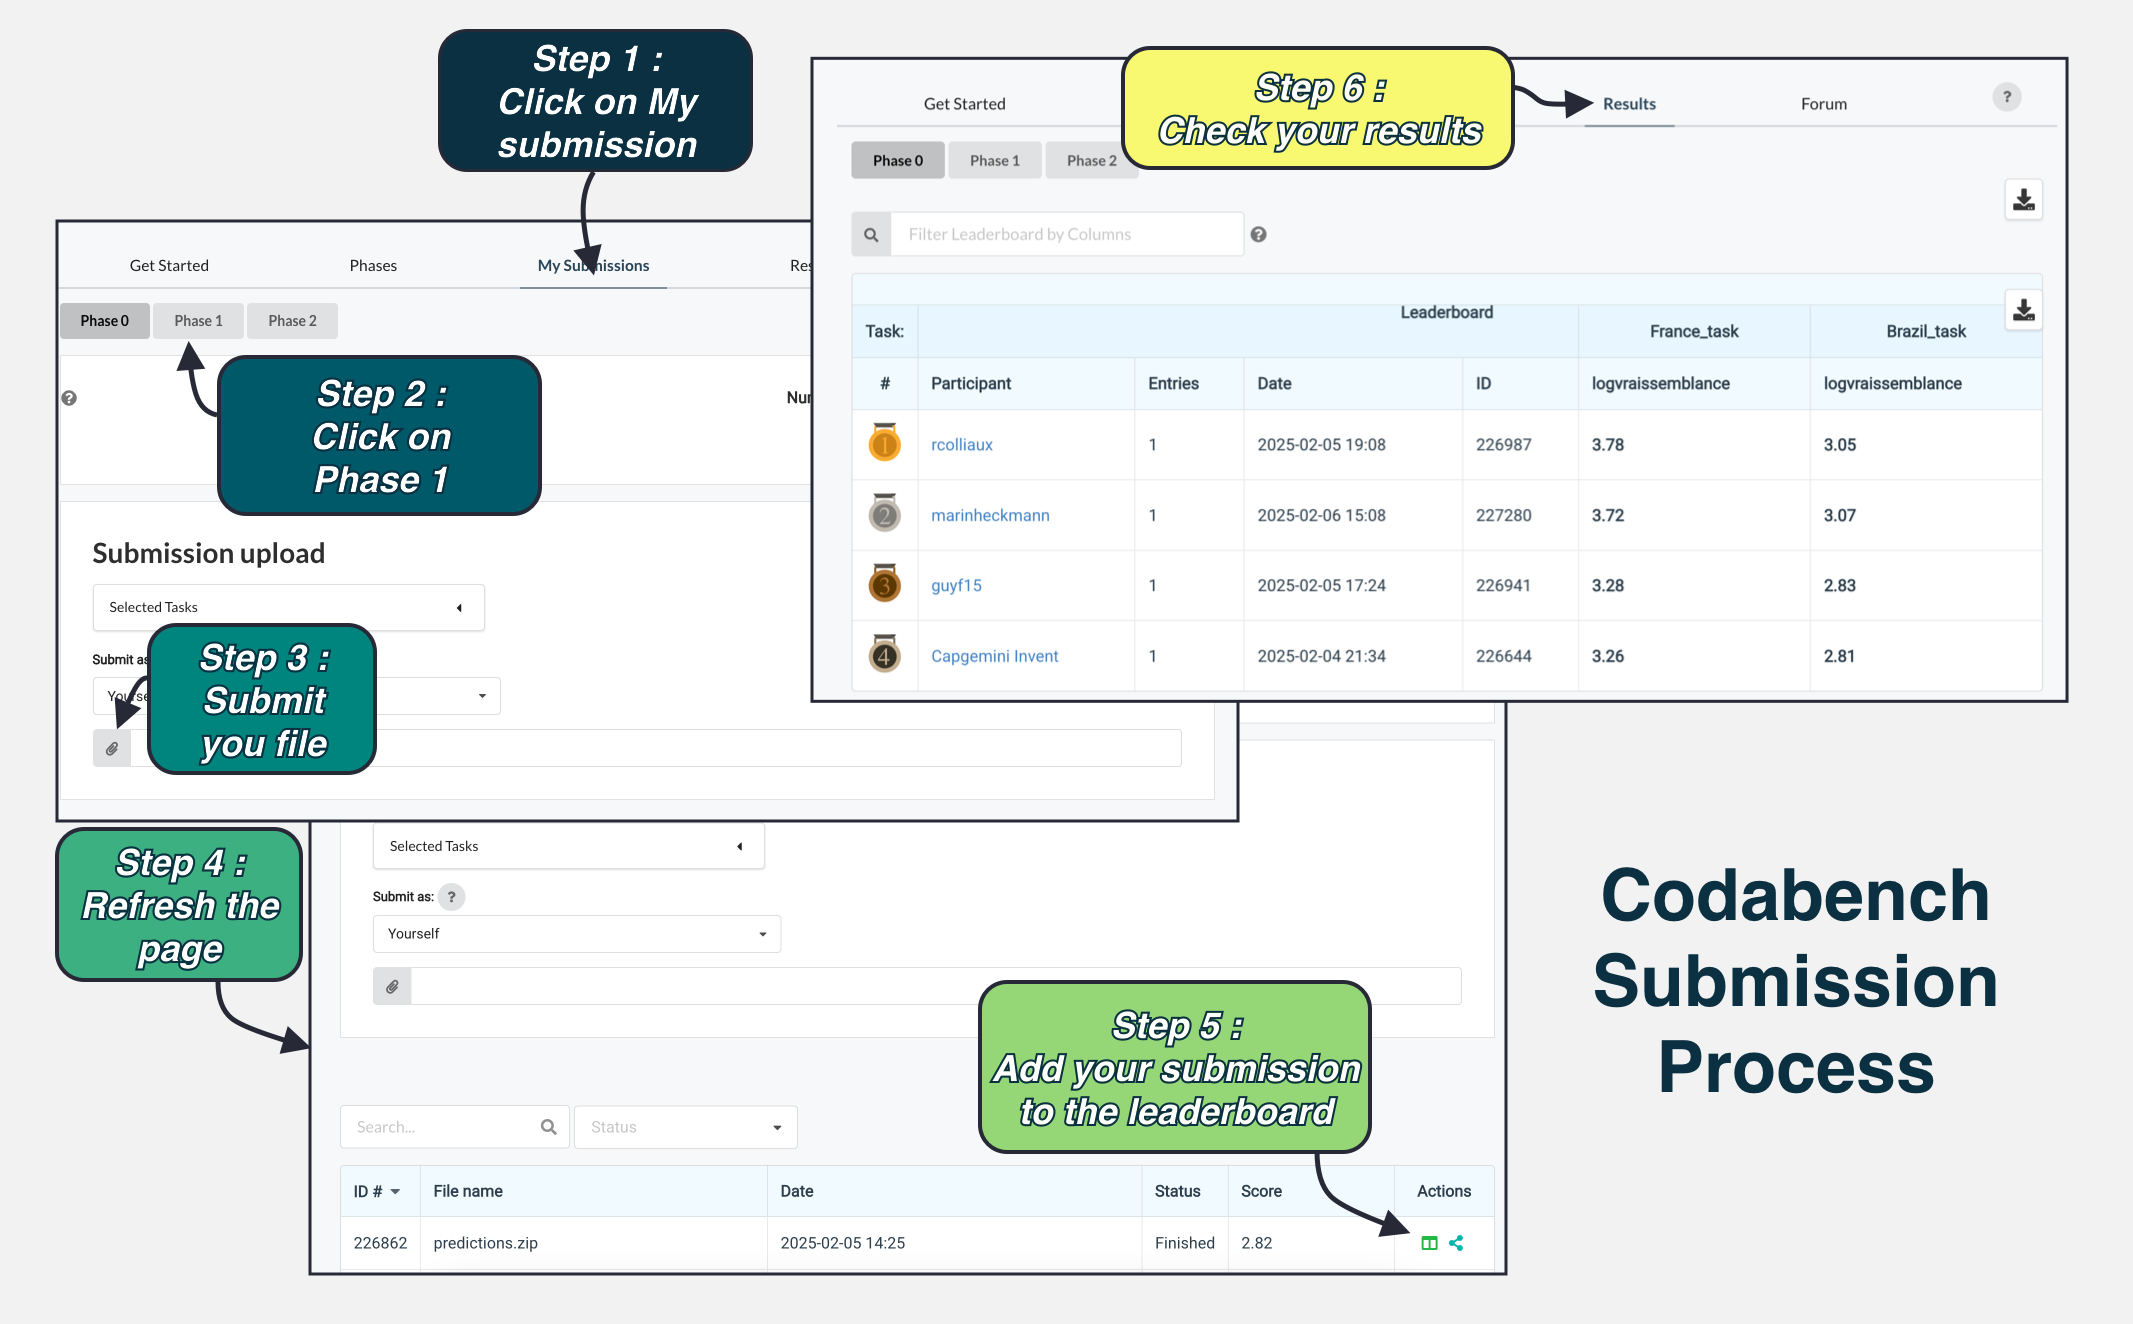 Step 1 :
Click on My
submission
Get Started
Phases
My Submissions
Phase 0
Phase 1
Phase 2
Step 2 :
Click on
Phase 1
Submission upload
Selected Tasks
Submit as
Step 3 :
Submit
you file
Step 4 :
Refresh the
page
Selected Tasks
Submit as: ?
Yourself
Step 5 :
Add your submission
to the leaderboard
Search...
Status
ID # File name Date Status Score Actions
226862 predictions.zip 2025-02-05 14:25 Finished 2.82
Step 6 :
Check your results
Get Started
Results
Forum
?
Phase 0
Phase 1
Phase 2
Filter Leaderboard by Columns ?
Leaderboard
Task: France_task Brazil_task
# Participant Entries Date ID logvraissemblance logvraissemblance
1 rcolliaux 1 2025-02-05 19:08 226987 3.78 3.05
2 marinheckmann 1 2025-02-06 15:08 227280 3.72 3.07
3 guyf15 1 2025-02-05 17:24 226941 3.28 2.83
4 Capgemini Invent 1 2025-02-04 21:34 226644 3.26 2.81
Codabench
Submission
Process